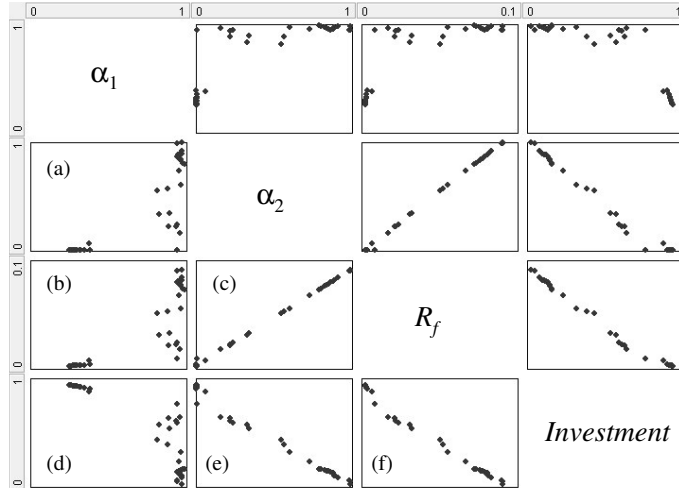 0 1 0 1 0 0.1 0 1
1
α₁
0
1
(a)
α₂
0
0.1
(b) (c)
R_f
0
1
Investment
(d) (e) (f)
0